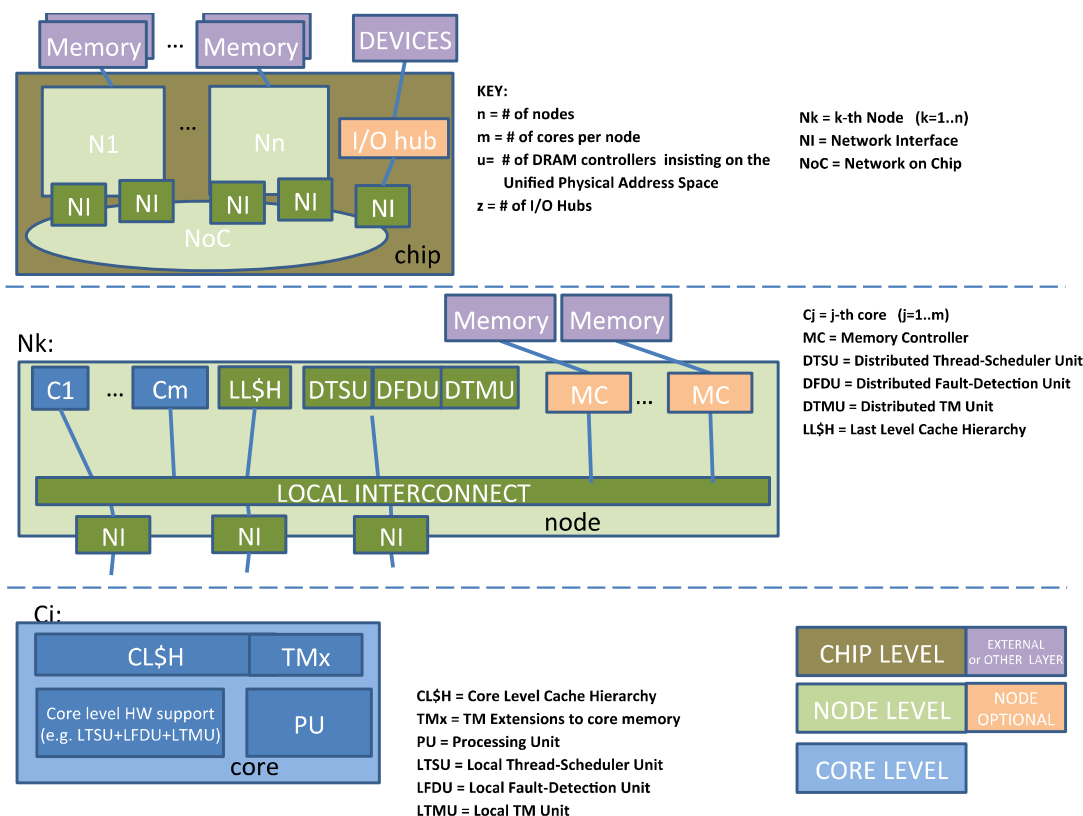 Memory ... Memory DEVICES
N1 ... Nn I/O hub
NI NI NI NI NI
NoC
chip
KEY:
n = # of nodes
m = # of cores per node
u= # of DRAM controllers insisting on the
Unified Physical Address Space
z = # of I/O Hubs
Nk = k-th Node (k=1..n)
NI = Network Interface
NoC = Network on Chip
Nk:
Memory Memory
C1 ... Cm LL$H DTSU DFDU DTMU MC ... MC
LOCAL INTERCONNECT
NI NI NI
node
Cj = j-th core (j=1..m)
MC = Memory Controller
DTSU = Distributed Thread-Scheduler Unit
DFDU = Distributed Fault-Detection Unit
DTMU = Distributed TM Unit
LL$H = Last Level Cache Hierarchy
Cj:
CL$H TMx
Core level HW support
(e.g. LTSU+LFDU+LTMU)
PU
core
CL$H = Core Level Cache Hierarchy
TMx = TM Extensions to core memory
PU = Processing Unit
LTSU = Local Thread-Scheduler Unit
LFDU = Local Fault-Detection Unit
LTMU = Local TM Unit
CHIP LEVEL
EXTERNAL
or OTHER LAYER
NODE LEVEL
NODE
OPTIONAL
CORE LEVEL